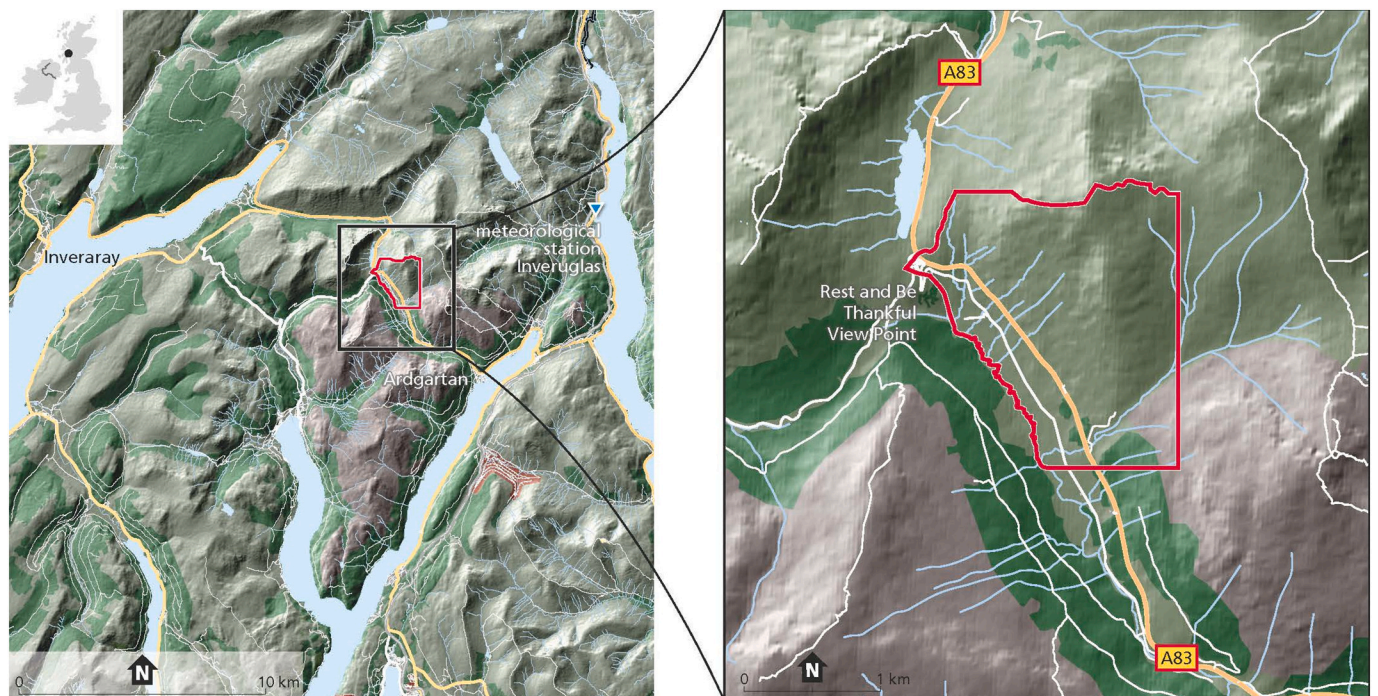 A83
meteorological
station
Inveruglas
Inveraray
Rest and Be
Thankful
View Point
Ardgartan
A83
N
0
10 km
N
0
1 km